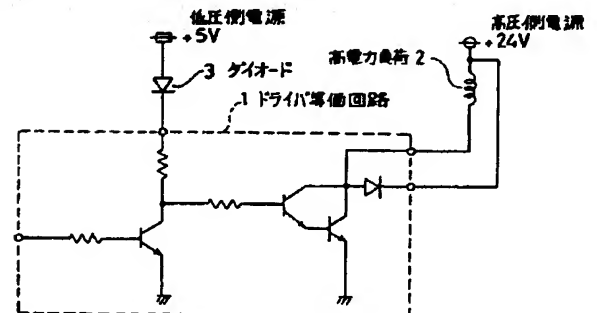 低圧側電源
+5V
高圧側電源
+24V
高電力負荷 2
3 ダイオード
1 ドライバ等価回路